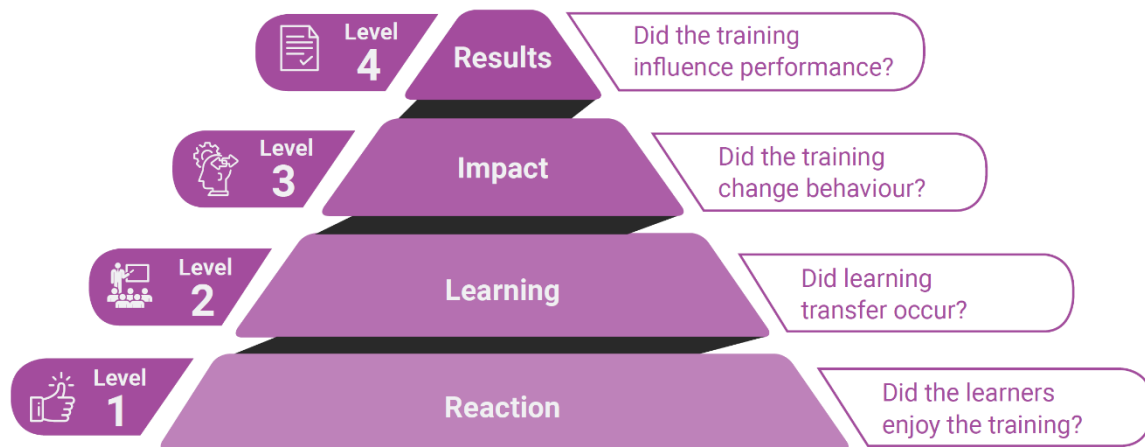 Level
4
Results
Did the training
influence performance?
Level
3
Impact
Did the training
change behaviour?
Level
2
Learning
Did learning
transfer occur?
Level
1
Reaction
Did the learners
enjoy the training?